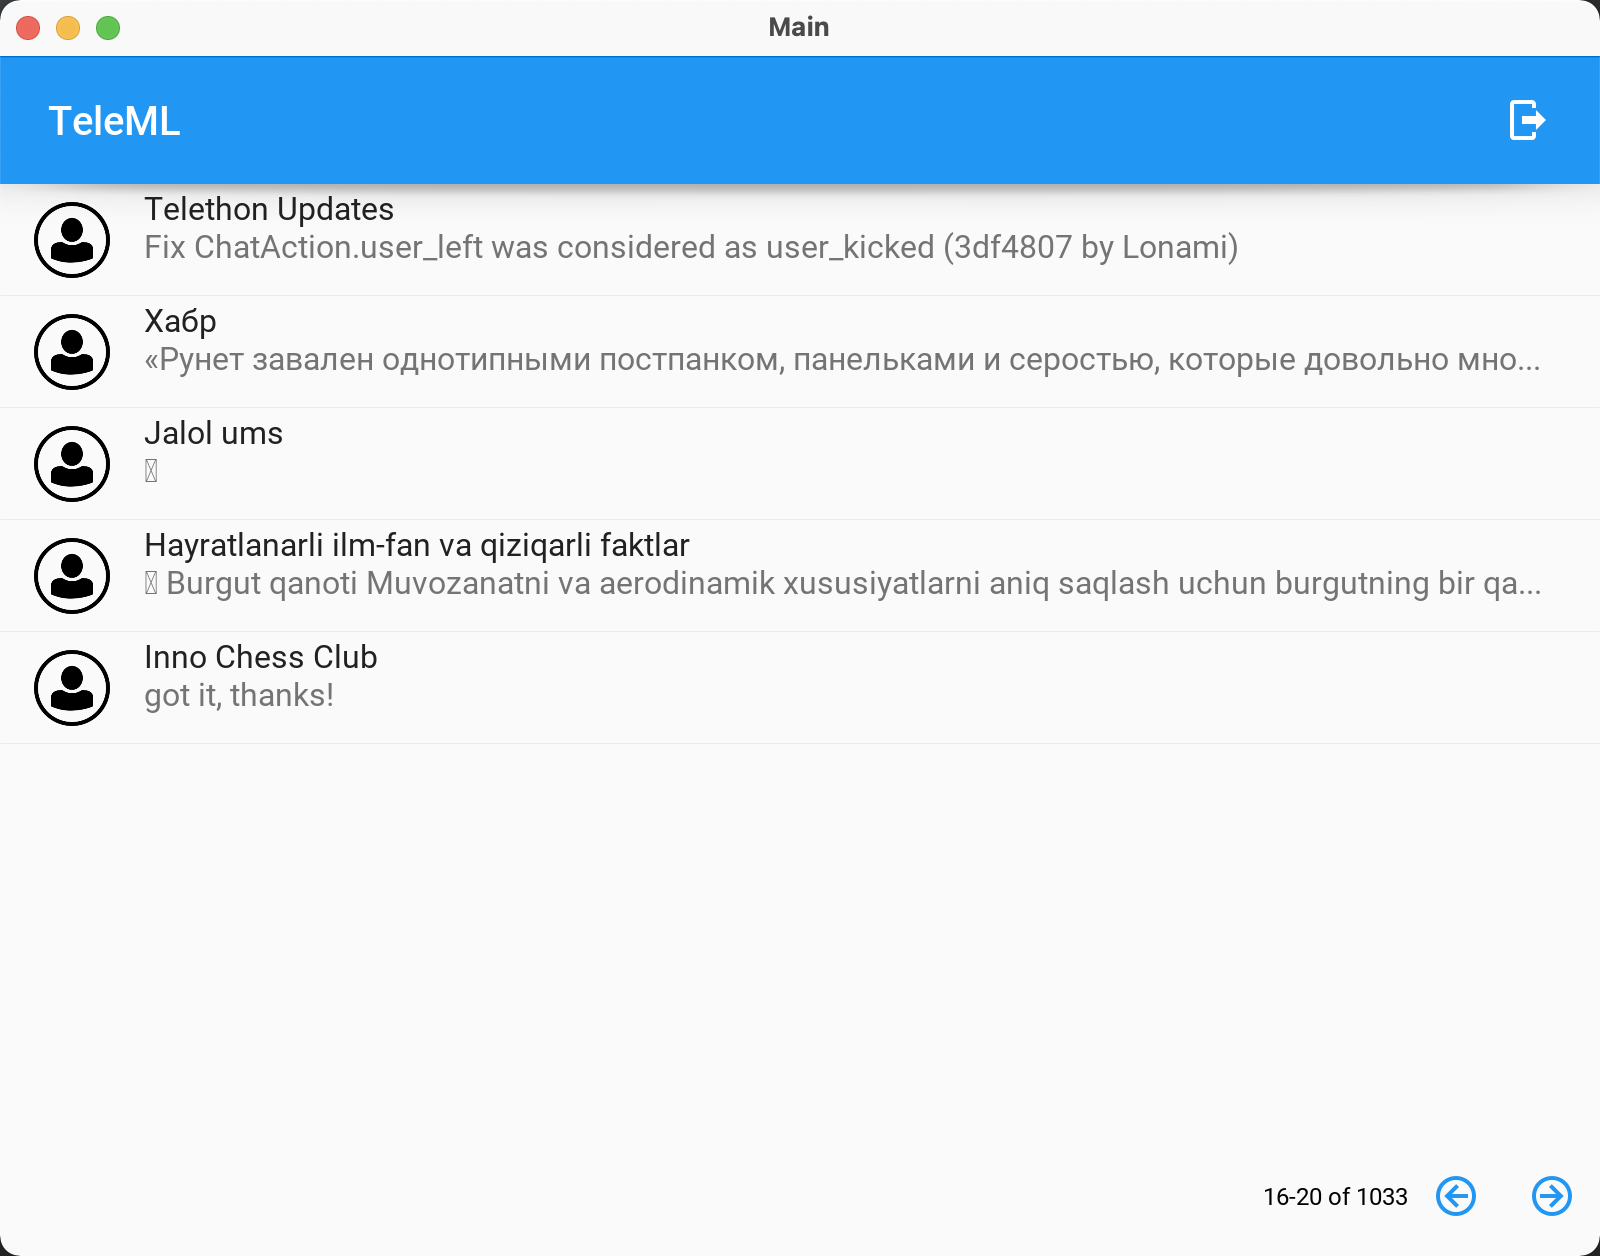 Main
TeleML
Telethon Updates
Fix ChatAction.user_left was considered as user_kicked (3df4807 by Lonami)
Хабр
«Рунет завален однотипными постпанком, панельками и серостью, которые довольно мно...
Jalol ums
Hayratlanarli ilm-fan va qiziqarli faktlar
Burgut qanoti Muvozanatni va aerodinamik xususiyatlarni aniq saqlash uchun burgutning bir qa...
Inno Chess Club
got it, thanks!
16-20 of 1033